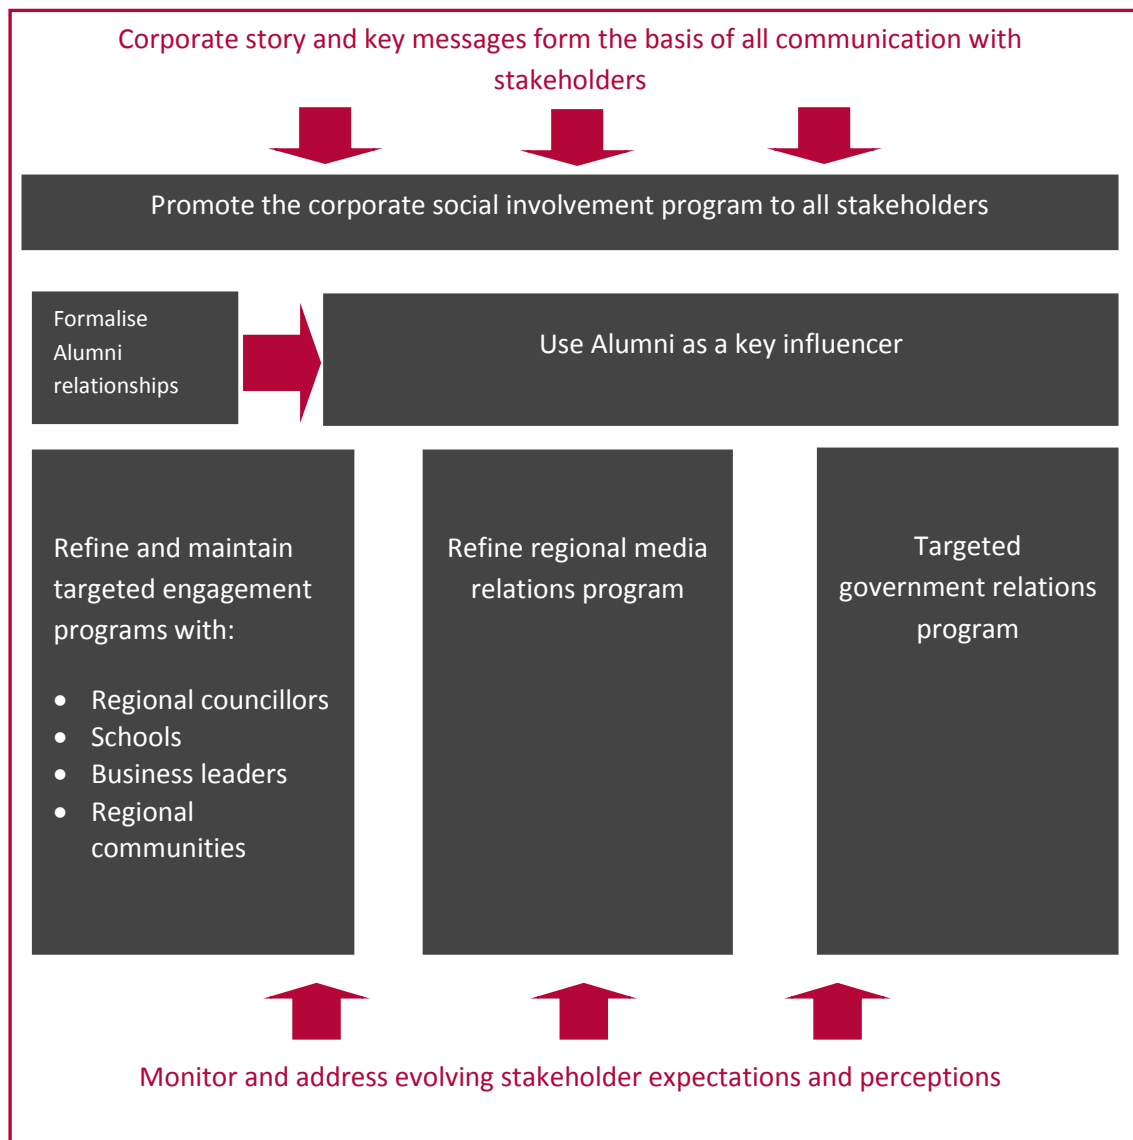 Corporate story and key messages form the basis of all communication with
stakeholders
Promote the corporate social involvement program to all stakeholders
Formalise
Alumni
relationships
Use Alumni as a key influencer
Refine and maintain
targeted engagement
programs with:
• Regional councillors
• Schools
• Business leaders
• Regional
communities
Refine regional media
relations program
Targeted
government relations
program
Monitor and address evolving stakeholder expectations and perceptions